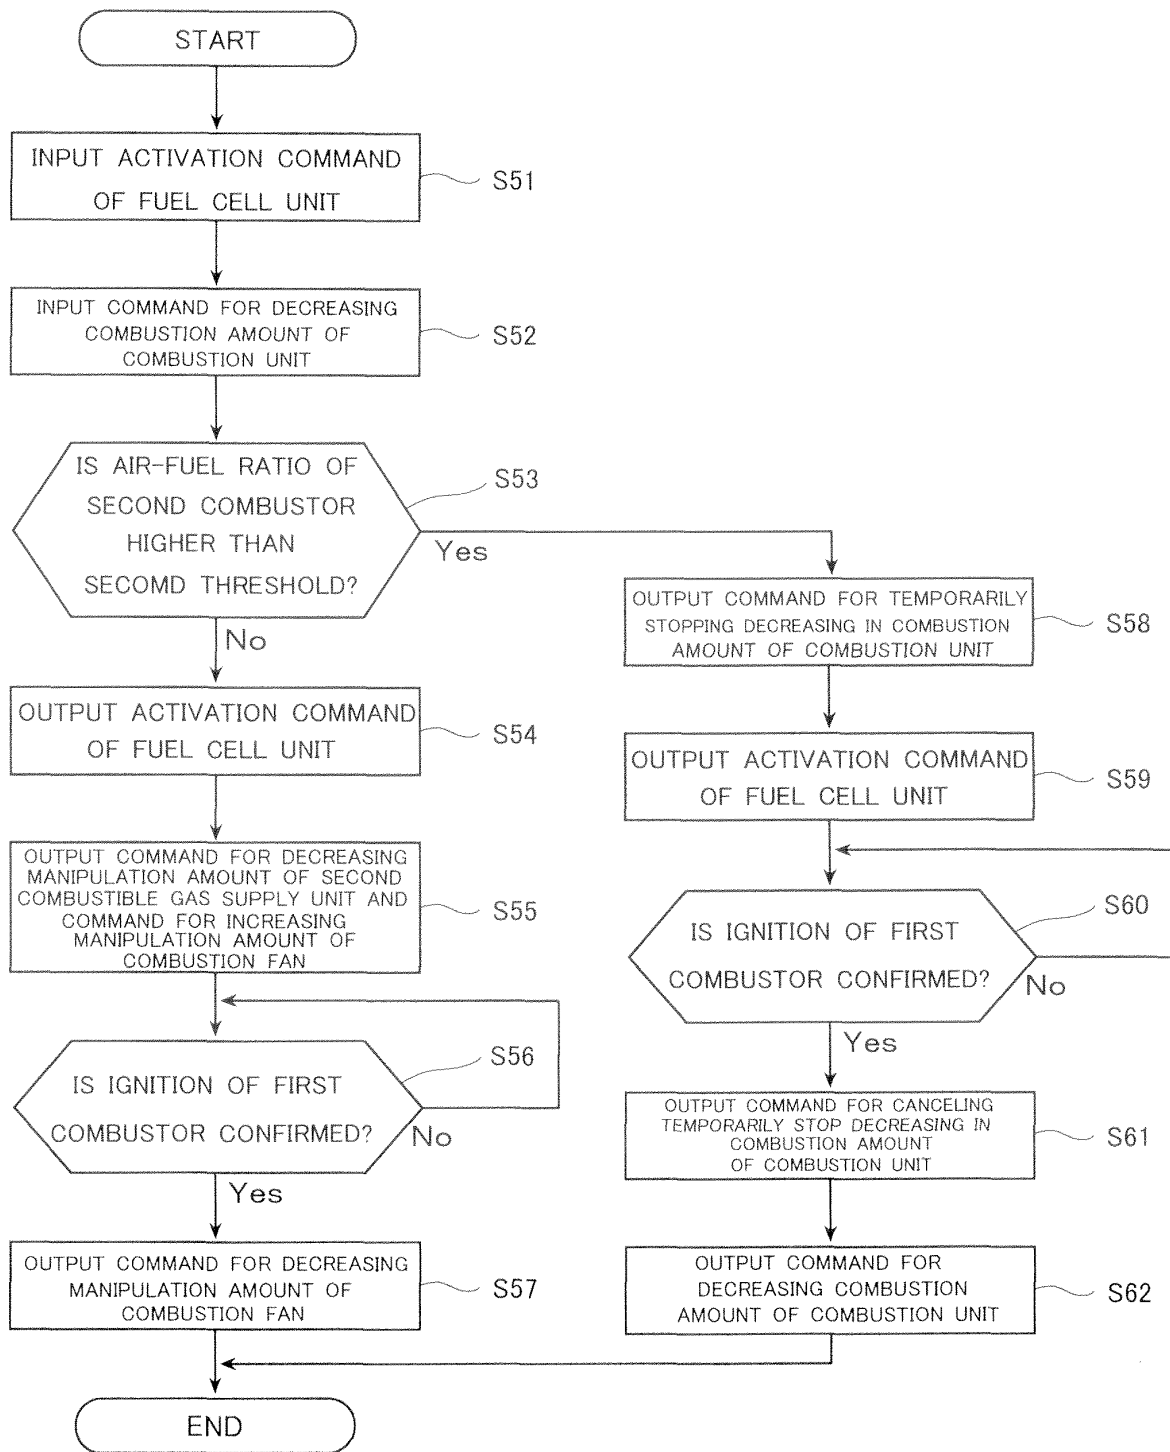 START
INPUT ACTIVATION COMMAND
OF FUEL CELL UNIT
S51
INPUT COMMAND FOR DECREASING
COMBUSTION AMOUNT OF
COMBUSTION UNIT
S52
IS AIR-FUEL RATIO OF
SECOND COMBUSTOR
HIGHER THAN
SECOMD THRESHOLD?
S53
Yes
No
OUTPUT ACTIVATION COMMAND
OF FUEL CELL UNIT
S54
OUTPUT COMMAND FOR DECREASING
MANIPULATION AMOUNT OF SECOND
COMBUSTIBLE GAS SUPPLY UNIT AND
COMMAND FOR INCREASING
MANIPULATION AMOUNT OF
COMBUSTION FAN
S55
IS IGNITION OF FIRST
COMBUSTOR CONFIRMED?
S56
No
Yes
OUTPUT COMMAND FOR DECREASING
MANIPULATION AMOUNT OF
COMBUSTION FAN
S57
OUTPUT COMMAND FOR TEMPORARILY
STOPPING DECREASING IN COMBUSTION
AMOUNT OF COMBUSTION UNIT
S58
OUTPUT ACTIVATION COMMAND
OF FUEL CELL UNIT
S59
IS IGNITION OF FIRST
COMBUSTOR CONFIRMED?
S60
No
Yes
OUTPUT COMMAND FOR CANCELING
TEMPORARILY STOP DECREASING IN
COMBUSTION AMOUNT
OF COMBUSTION UNIT
S61
OUTPUT COMMAND FOR
DECREASING COMBUSTION
AMOUNT OF COMBUSTION UNIT
S62
END